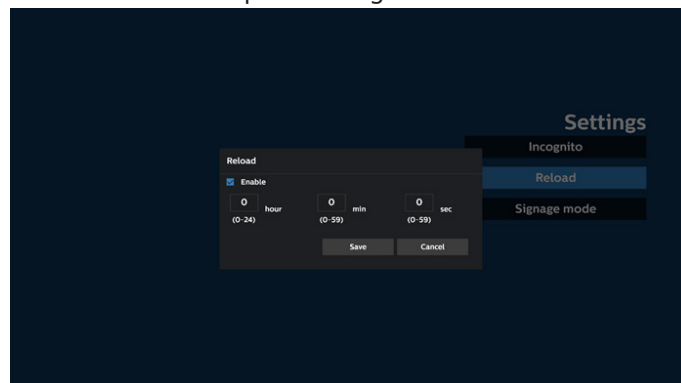 Settings
Incognito
Reload
Signage mode
Reload
Enable
0 hour 0 min 0 sec
(0-24) (0-59) (0-59)
Save Cancel